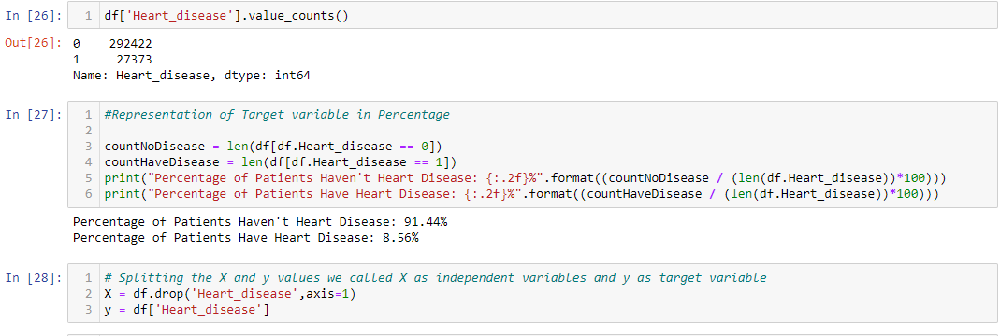 In [26]: 1 df['Heart_disease'].value_counts()
Out[26]: 0 292422
1 27373
Name: Heart_disease, dtype: int64
In [27]: 1 #Representation of Target variable in Percentage
2
3 countNoDisease = len(df[df.Heart_disease == 0])
4 countHaveDisease = len(df[df.Heart_disease == 1])
5 print("Percentage of Patients Haven't Heart Disease: {:.2f}%".format((countNoDisease / (len(df.Heart_disease))*100)))
6 print("Percentage of Patients Have Heart Disease: {:.2f}%".format((countHaveDisease / (len(df.Heart_disease))*100)))
Percentage of Patients Haven't Heart Disease: 91.44%
Percentage of Patients Have Heart Disease: 8.56%
In [28]: 1 # Splitting the X and y values we called X as independent variables and y as target variable
2 X = df.drop('Heart_disease',axis=1)
3 y = df['Heart_disease']